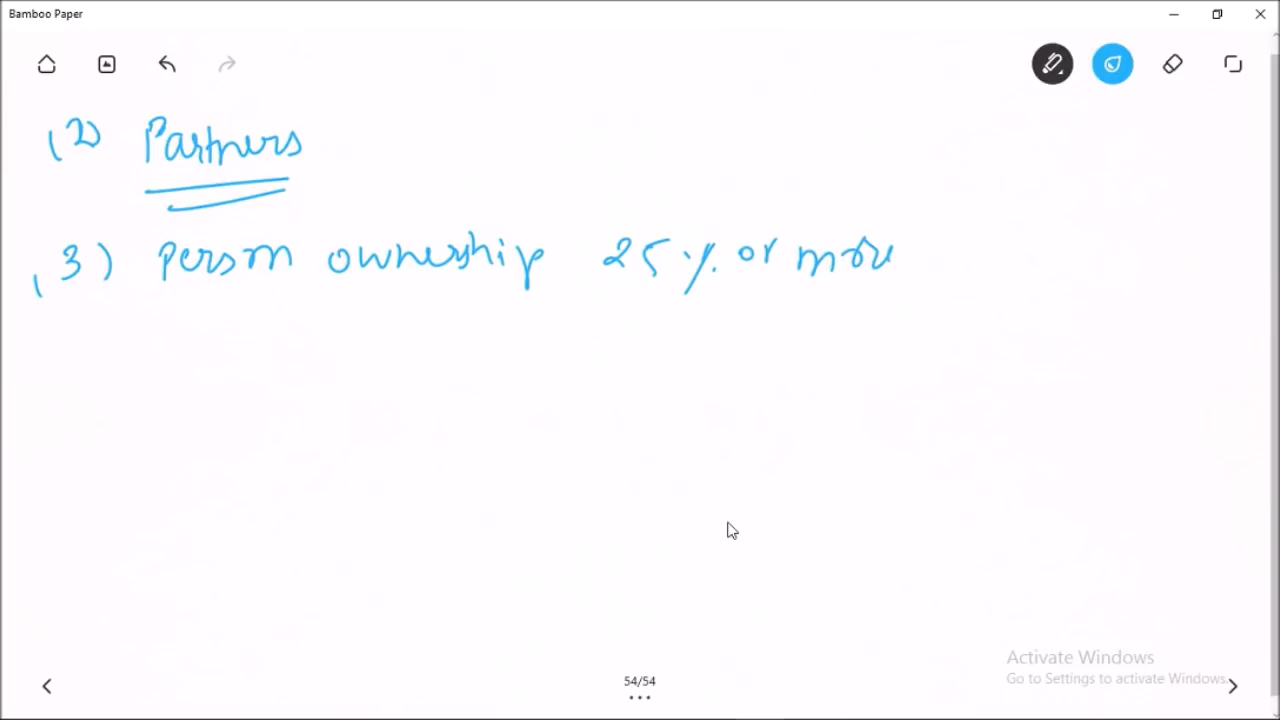 Bamboo Paper
(2) Partners
(3) Person ownership 25% or more
54/54
Activate Windows
Go to Settings to activate Windows.